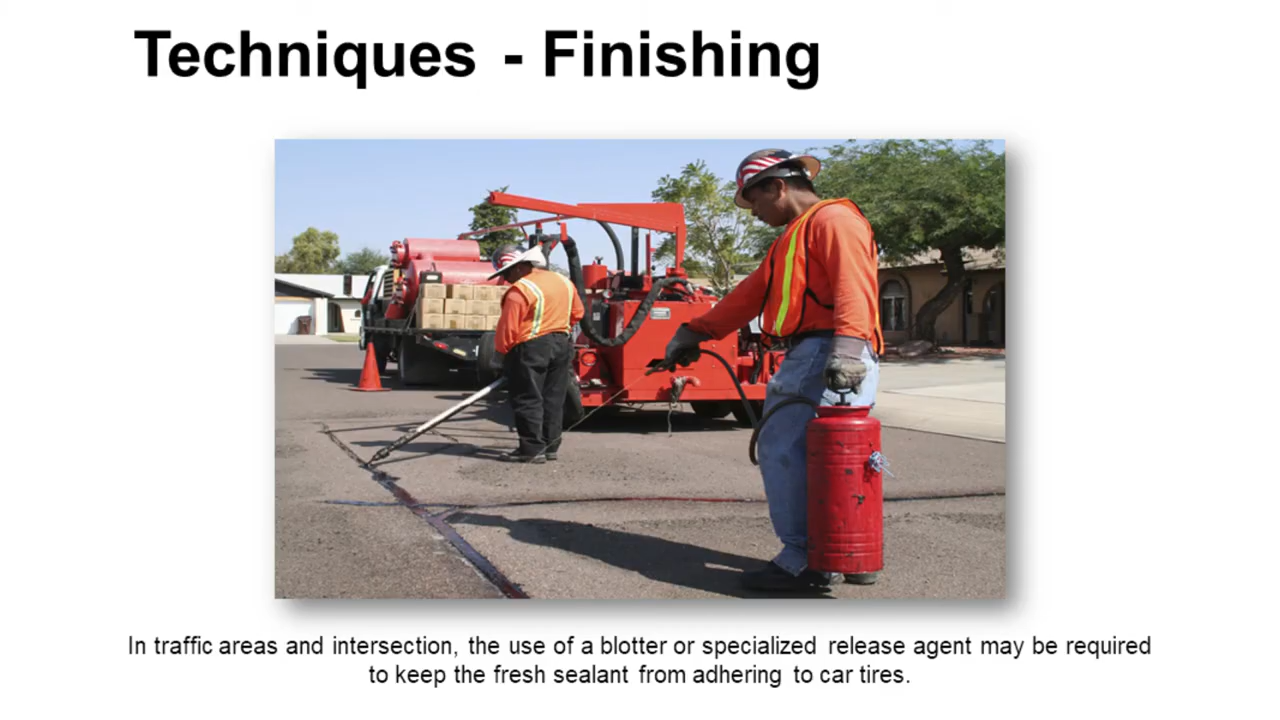 Techniques - Finishing
In traffic areas and intersection, the use of a blotter or specialized release agent may be required
to keep the fresh sealant from adhering to car tires.